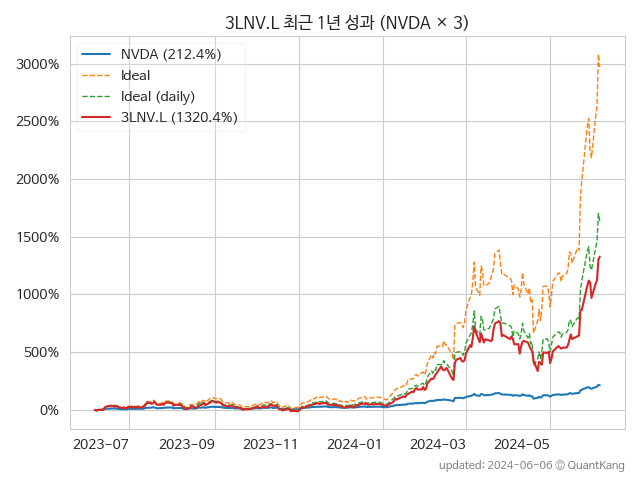 3LNV.L 최근 1년 성과 (NVDA × 3)
NVDA (212.4%)
Ideal
Ideal (daily)
3LNV.L (1320.4%)
3000%
2500%
2000%
1500%
1000%
500%
0%
2023-07 2023-09 2023-11 2024-01 2024-03 2024-05
updated: 2024-06-06 © QuantKang